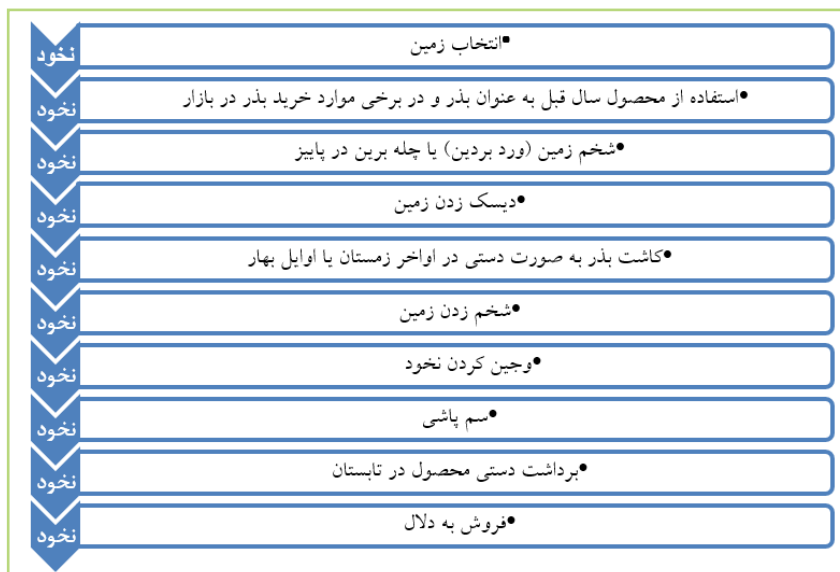 نخود
•انتخاب زمین
نخود
•استفاده از محصول سال قبل به عنوان بذر و در برخی موارد خرید بذر در بازار
نخود
•شخم زمین (ورد بردین) یا چله برین در پاییز
نخود
•دیسک زدن زمین
نخود
•کاشت بذر به صورت دستی در اواخر زمستان یا اوایل بهار
نخود
•شخم زدن زمین
نخود
•وجین کردن نخود
نخود
•سم پاشی
نخود
•برداشت دستی محصول در تابستان
نخود
•فروش به دلال